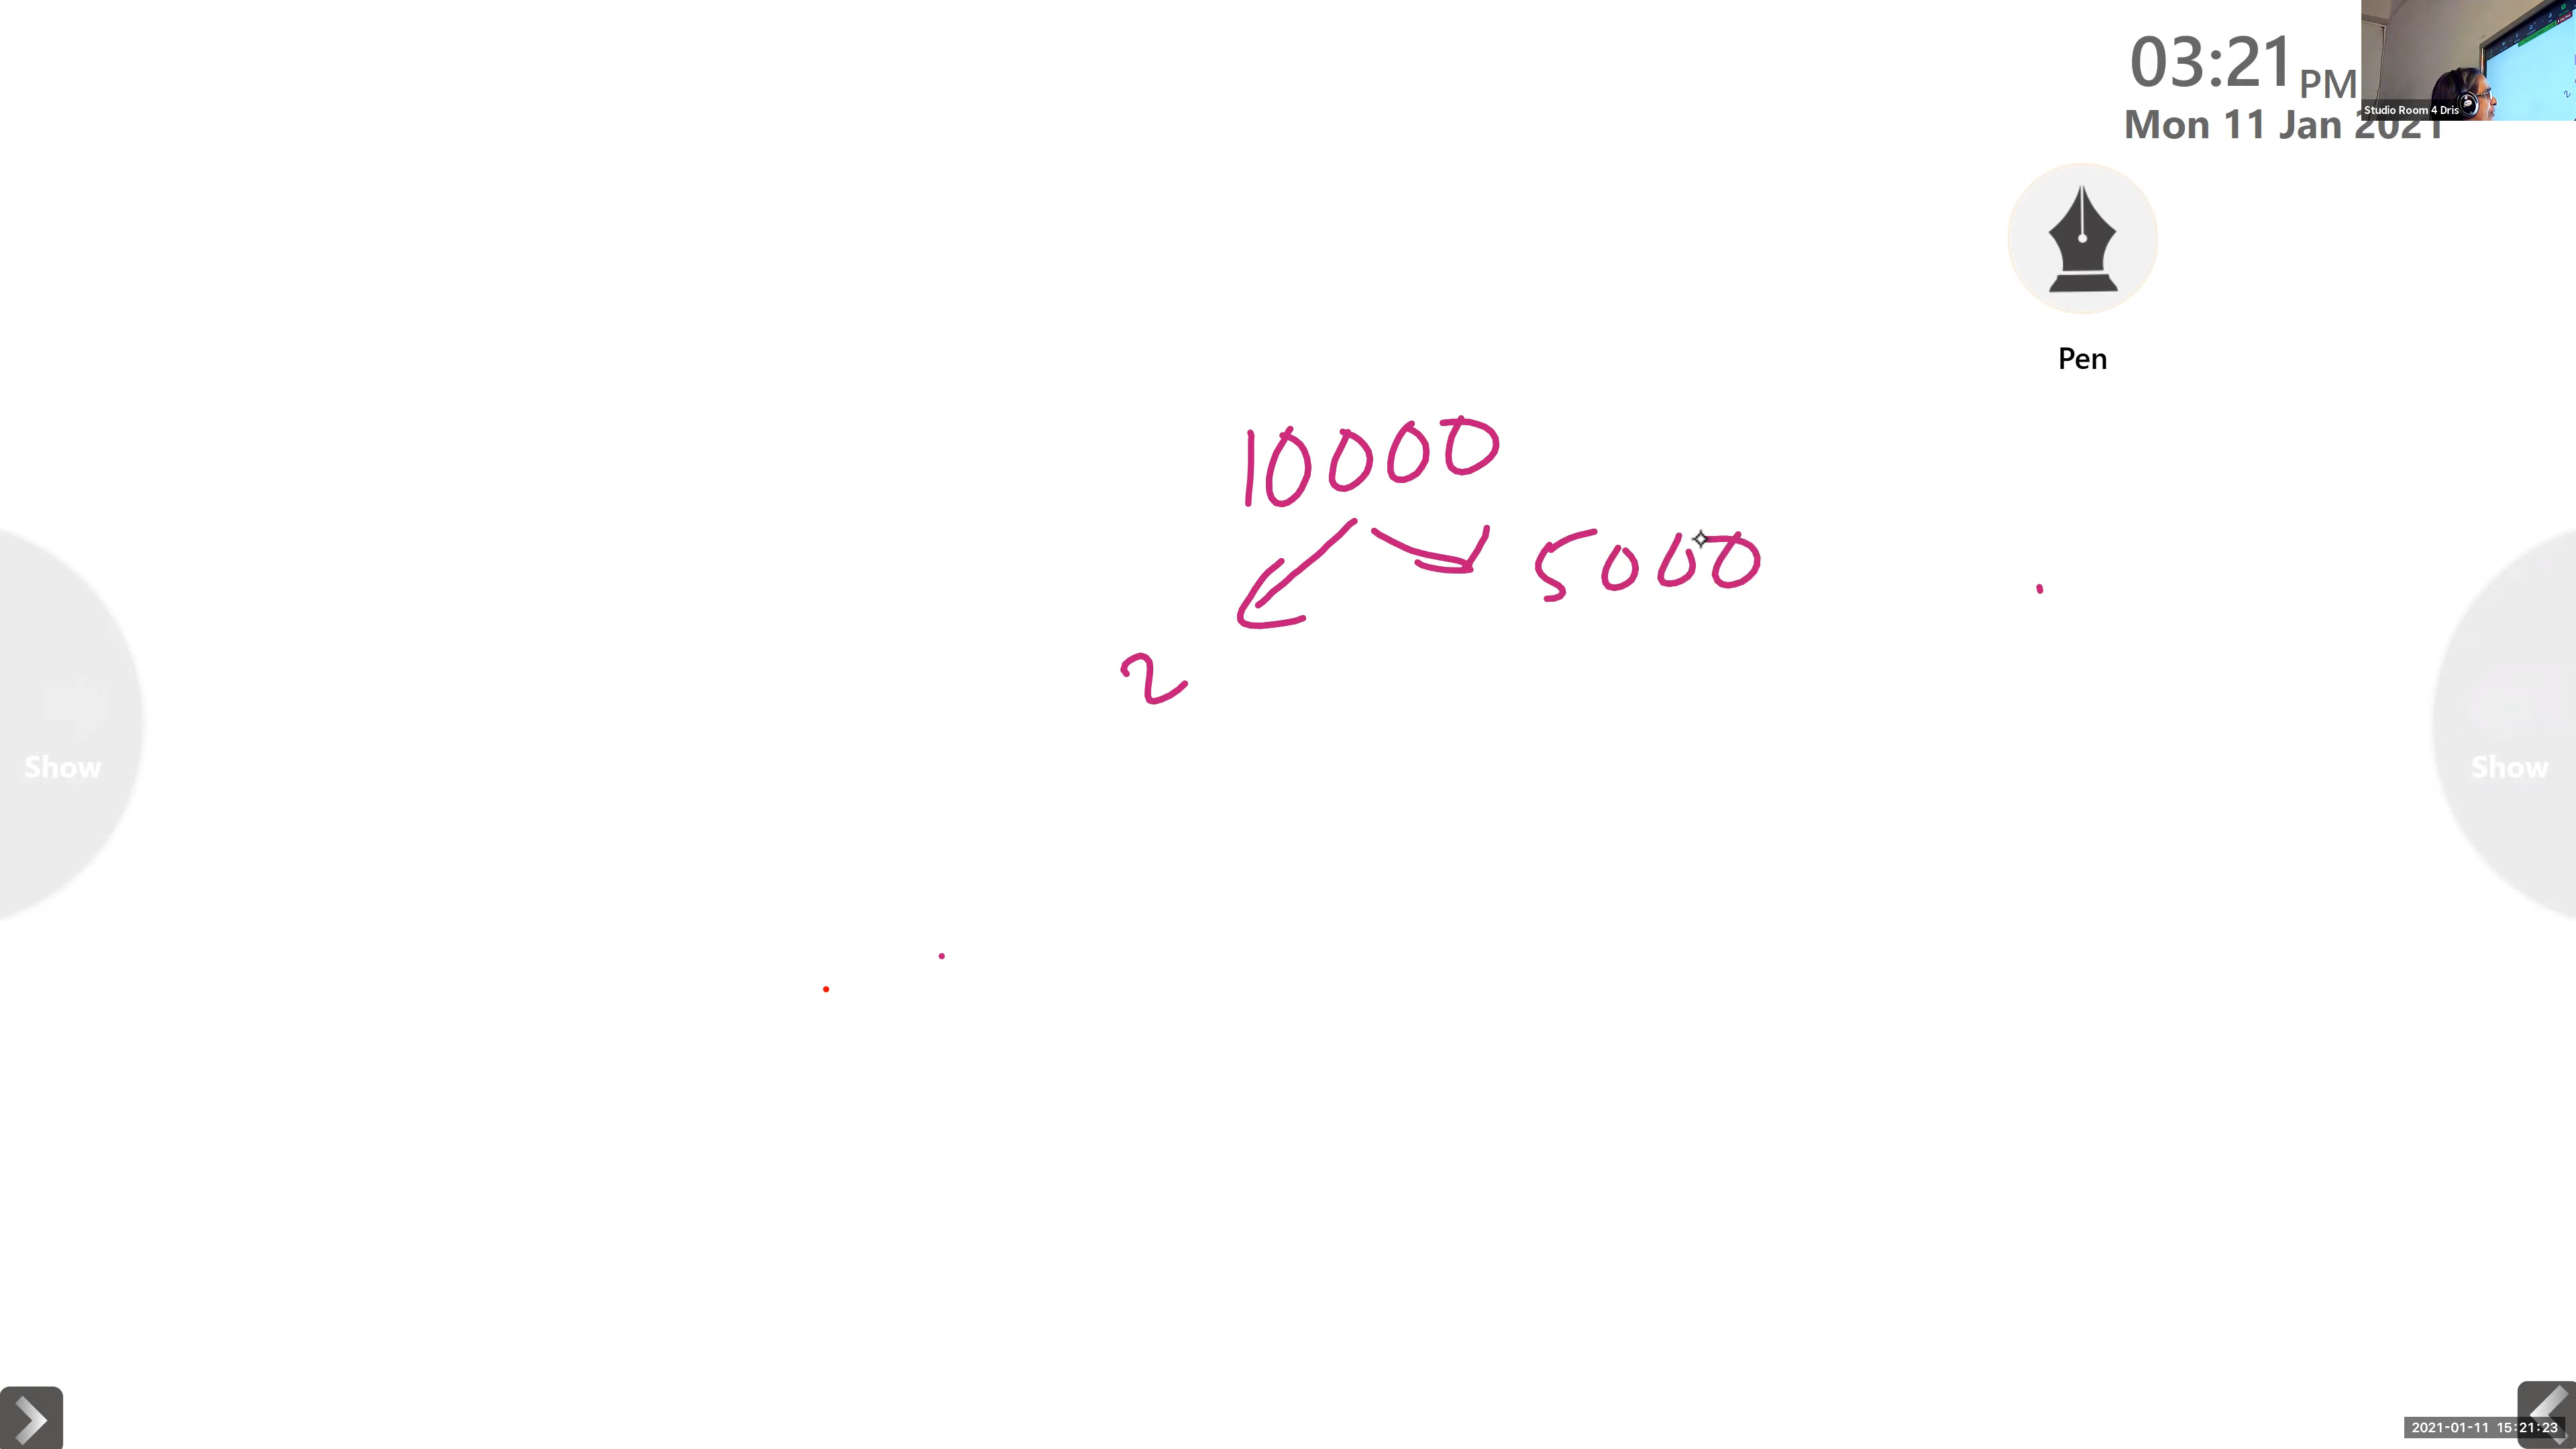 03:21 PM
Studio Room 4 Dris
Mon 11 Jan 2021
Pen
10000
5000
2
Show
Show
2021-01-11 15:21:23